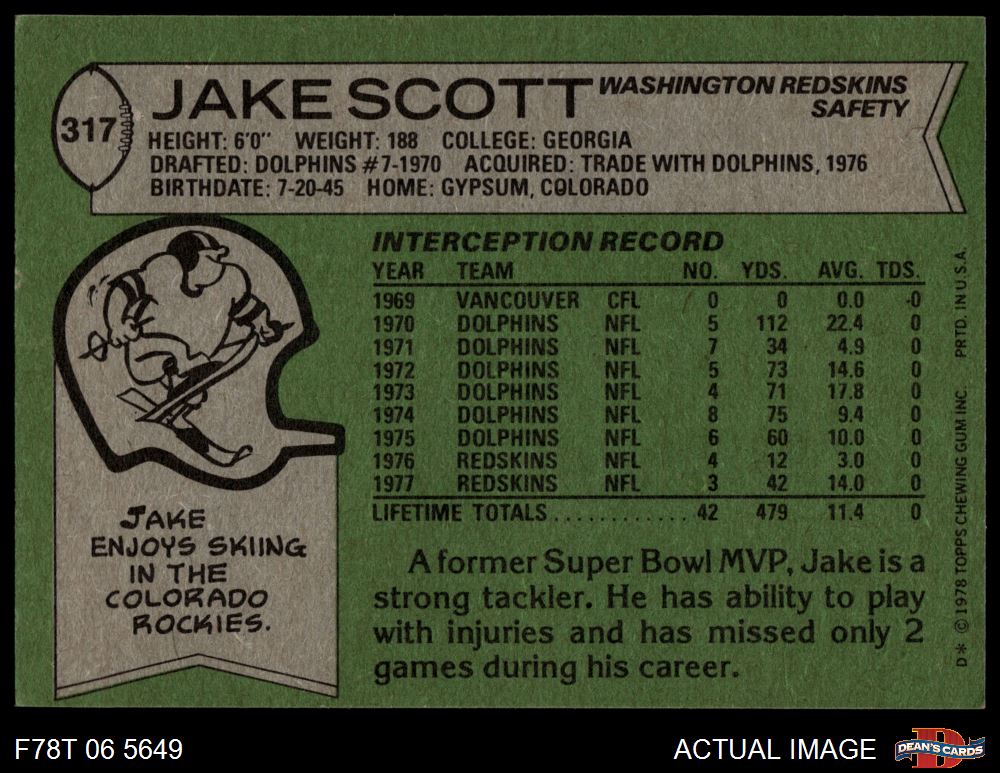 317
JAKE SCOTT
WASHINGTON REDSKINS
SAFETY
HEIGHT: 6'0" WEIGHT: 188 COLLEGE: GEORGIA
DRAFTED: DOLPHINS #7-1970 ACQUIRED: TRADE WITH DOLPHINS, 1976
BIRTHDATE: 7-20-45 HOME: GYPSUM, COLORADO
INTERCEPTION RECORD
YEAR TEAM NO. YDS. AVG. TDS.
1969 VANCOUVER CFL 0 0 0.0 0
1970 DOLPHINS NFL 5 112 22.4 0
1971 DOLPHINS NFL 7 34 4.9 0
1972 DOLPHINS NFL 5 73 14.6 0
1973 DOLPHINS NFL 4 71 17.8 0
1974 DOLPHINS NFL 8 75 9.4 0
1975 DOLPHINS NFL 6 60 10.0 0
1976 REDSKINS NFL 4 12 3.0 0
1977 REDSKINS NFL 3 42 14.0 0
LIFETIME TOTALS............ 42 479 11.4 0
JAKE
ENJOYS SKIING
IN THE
COLORADO
ROCKIES.
A former Super Bowl MVP, Jake is a
strong tackler. He has ability to play
with injuries and has missed only 2
games during his career.
D* © 1978 TOPPS CHEWING GUM INC. PRTD. IN U.S.A.
F78T 06 5649
ACTUAL IMAGE
D
DEAN'S CARDS